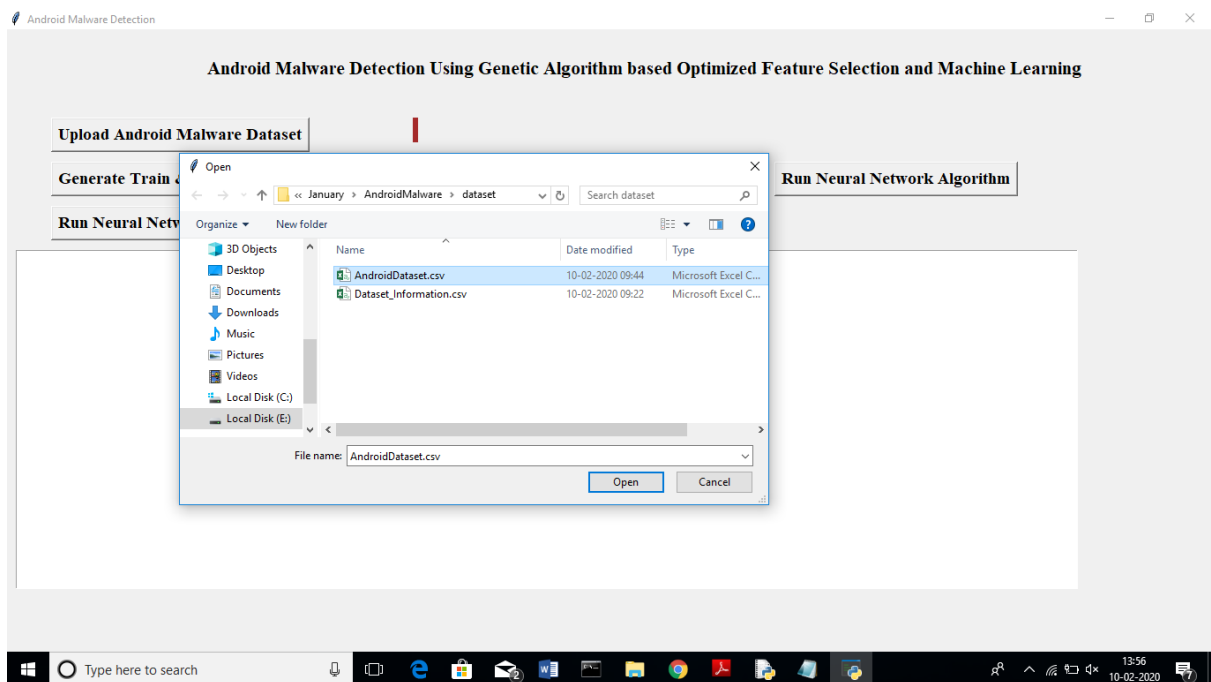 Android Malware Detection
Android Malware Detection Using Genetic Algorithm based Optimized Feature Selection and Machine Learning
Upload Android Malware Dataset
Generate Train
Run Neural Network Algorithm
Run Neural
Open
« January > AndroidMalware > dataset
Search dataset
Organize
New folder
3D Objects
Desktop
Documents
Downloads
Music
Pictures
Videos
Local Disk (C:)
Local Disk (E:)
Name Date modified Type
AndroidDataset.csv 10-02-2020 09:44 Microsoft Excel C...
Dataset_Information.csv 10-02-2020 09:22 Microsoft Excel C...
File name: AndroidDataset.csv
Open Cancel
Type here to search
2
13:56
10-02-2020
7